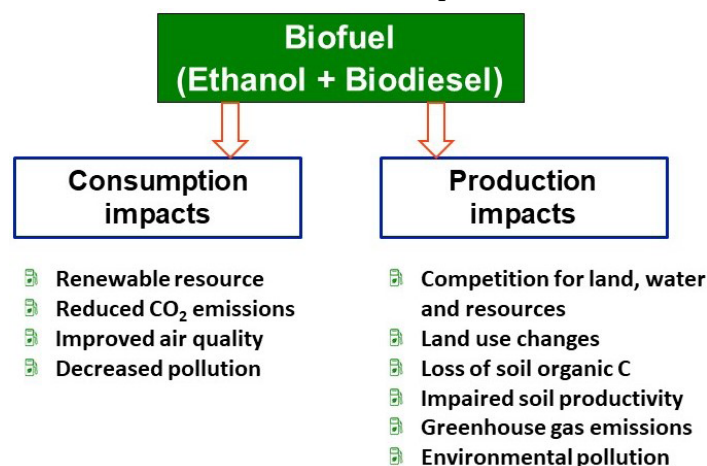 Biofuel
(Ethanol + Biodiesel)
Consumption
impacts
Production
impacts
Renewable resource
Reduced CO₂ emissions
Improved air quality
Decreased pollution
Competition for land, water
and resources
Land use changes
Loss of soil organic C
Impaired soil productivity
Greenhouse gas emissions
Environmental pollution